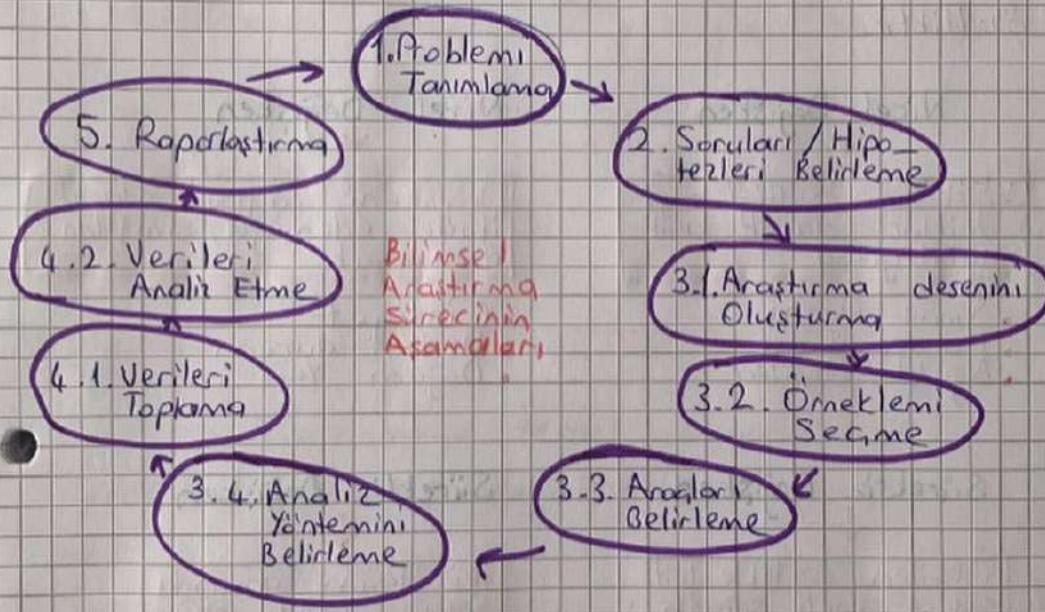 1. Problemi
Tanımlama
2. Soruları / Hipo-
tezleri Belirleme
3.1. Araştırma desenini
Oluşturma
3.2. Örneklemi
Seçme
3.3. Araçları
Belirleme
3.4. Analiz
Yöntemini
Belirleme
4.1. Verileri
Toplama
4.2. Verileri
Analiz Etme
5. Raporlaştırma
Bilimsel
Araştırma
Sürecinin
Aşamaları